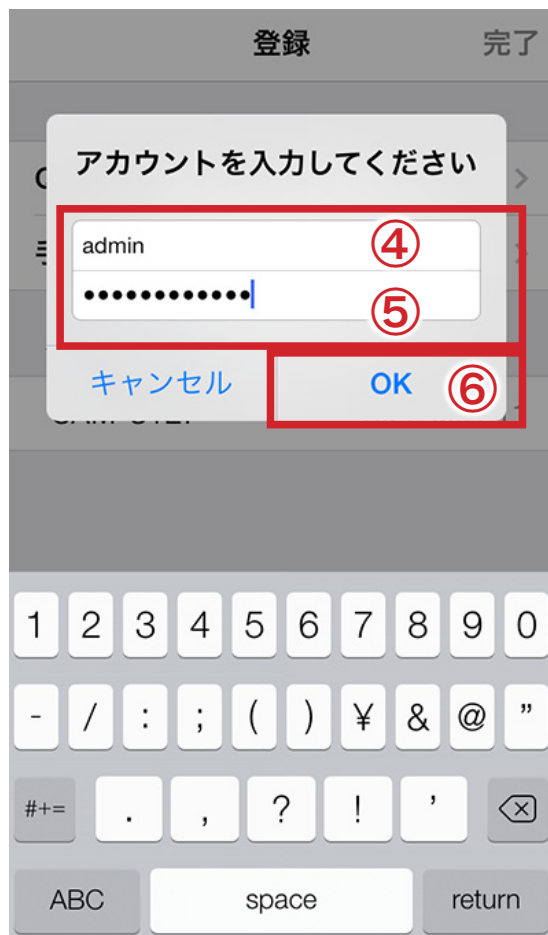 登録 完了
アカウントを入力してください
admin ④
•••••••••••• ⑤
キャンセル OK ⑥
1 2 3 4 5 6 7 8 9 0
- / : ; ( ) ¥ & @ ”
#+= . , ? ! ’
ABC space return